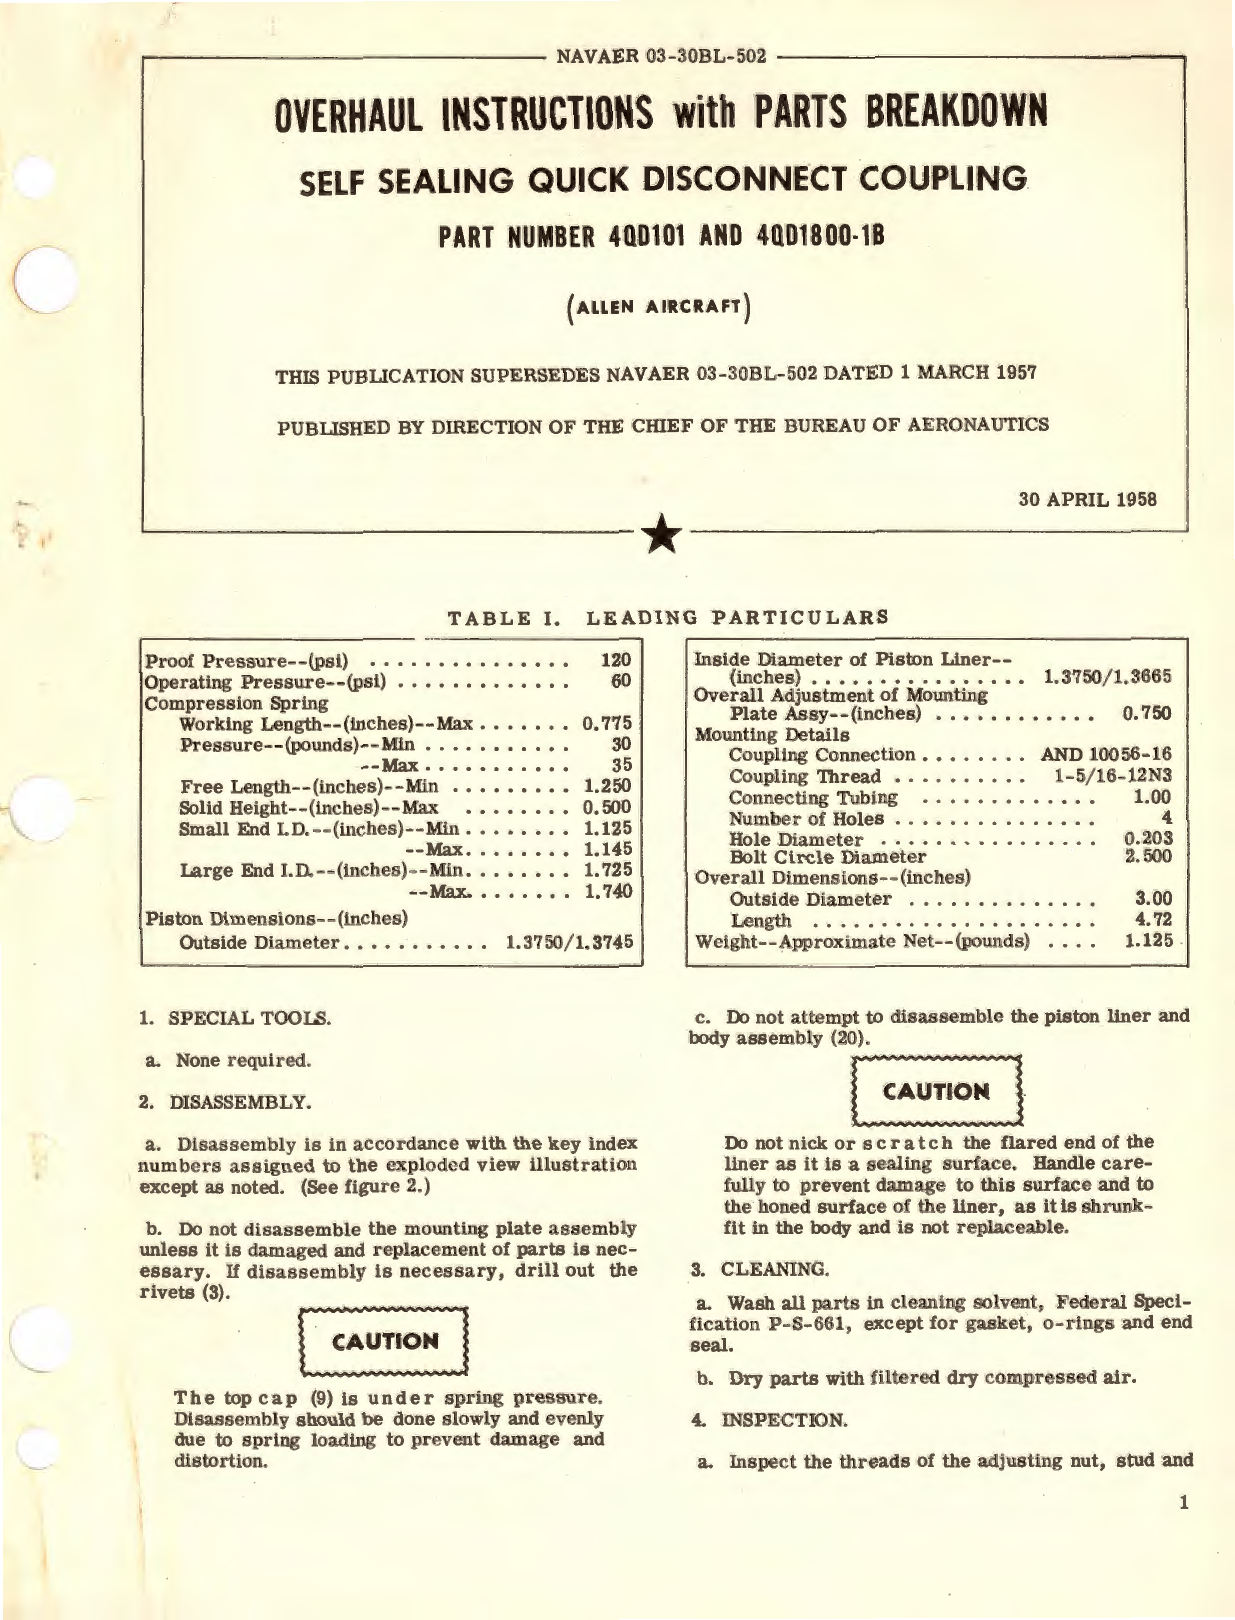 NAVAER 03-30BL-502
OVERHAUL INSTRUCTIONS with PARTS BREAKDOWN
SELF SEALING QUICK DISCONNECT COUPLING
PART NUMBER 4QD101 AND 4QD1800-1B
(ALLEN AIRCRAFT)
THIS PUBLICATION SUPERSEDES NAVAER 03-30BL-502 DATED 1 MARCH 1957
PUBLISHED BY DIRECTION OF THE CHIEF OF THE BUREAU OF AERONAUTICS
30 APRIL 1958
TABLE I. LEADING PARTICULARS
Proof Pressure--(psi) . . . . . . . . . . . . . . . 120
Operating Pressure--(psi) . . . . . . . . . . . . . 60
Compression Spring
Working Length--(inches)--Max . . . . . . . 0.775
Pressure--(pounds)--Min . . . . . . . . . . . 30
--Max . . . . . . . . . . . 35
Free Length--(inches)--Min . . . . . . . . . 1.250
Solid Height--(inches)--Max . . . . . . . . 0.500
Small End I.D.--(inches)--Min . . . . . . . . 1.125
--Max. . . . . . . . 1.145
Large End I.D.--(inches)--Min. . . . . . . . 1.725
--Max. . . . . . . . 1.740
Piston Dimensions--(inches)
Outside Diameter . . . . . . . . . . . 1.3750/1.3745
Inside Diameter of Piston Liner--
(inches) . . . . . . . . . . . . . . . . 1.3750/1.3665
Overall Adjustment of Mounting
Plate Assy--(inches) . . . . . . . . . . . . 0.750
Mounting Details
Coupling Connection . . . . . . . . AND 10056-16
Coupling Thread . . . . . . . . . . 1-5/16-12N3
Connecting Tubing . . . . . . . . . . . . . 1.00
Number of Holes . . . . . . . . . . . . . . . 4
Hole Diameter . . . . . . . . . . . . . . . . 0.203
Bolt Circle Diameter 2.500
Overall Dimensions--(inches)
Outside Diameter . . . . . . . . . . . . . . 3.00
Length . . . . . . . . . . . . . . . . . . . . . 4.72
Weight--Approximate Net--(pounds) . . . . 1.125
1. SPECIAL TOOLS.
a. None required.
2. DISASSEMBLY.
a. Disassembly is in accordance with the key index
numbers assigned to the exploded view illustration
except as noted. (See figure 2.)
b. Do not disassemble the mounting plate assembly
unless it is damaged and replacement of parts is nec-
essary. If disassembly is necessary, drill out the
rivets (3).
CAUTION
The top cap (9) is under spring pressure.
Disassembly should be done slowly and evenly
due to spring loading to prevent damage and
distortion.
c. Do not attempt to disassemble the piston liner and
body assembly (20).
CAUTION
Do not nick or scratch the flared end of the
liner as it is a sealing surface. Handle care-
fully to prevent damage to this surface and to
the honed surface of the liner, as it is shrunk-
fit in the body and is not replaceable.
3. CLEANING.
a. Wash all parts in cleaning solvent, Federal Speci-
fication P-S-661, except for gasket, o-rings and end
seal.
b. Dry parts with filtered dry compressed air.
4. INSPECTION.
a. Inspect the threads of the adjusting nut, stud and
1